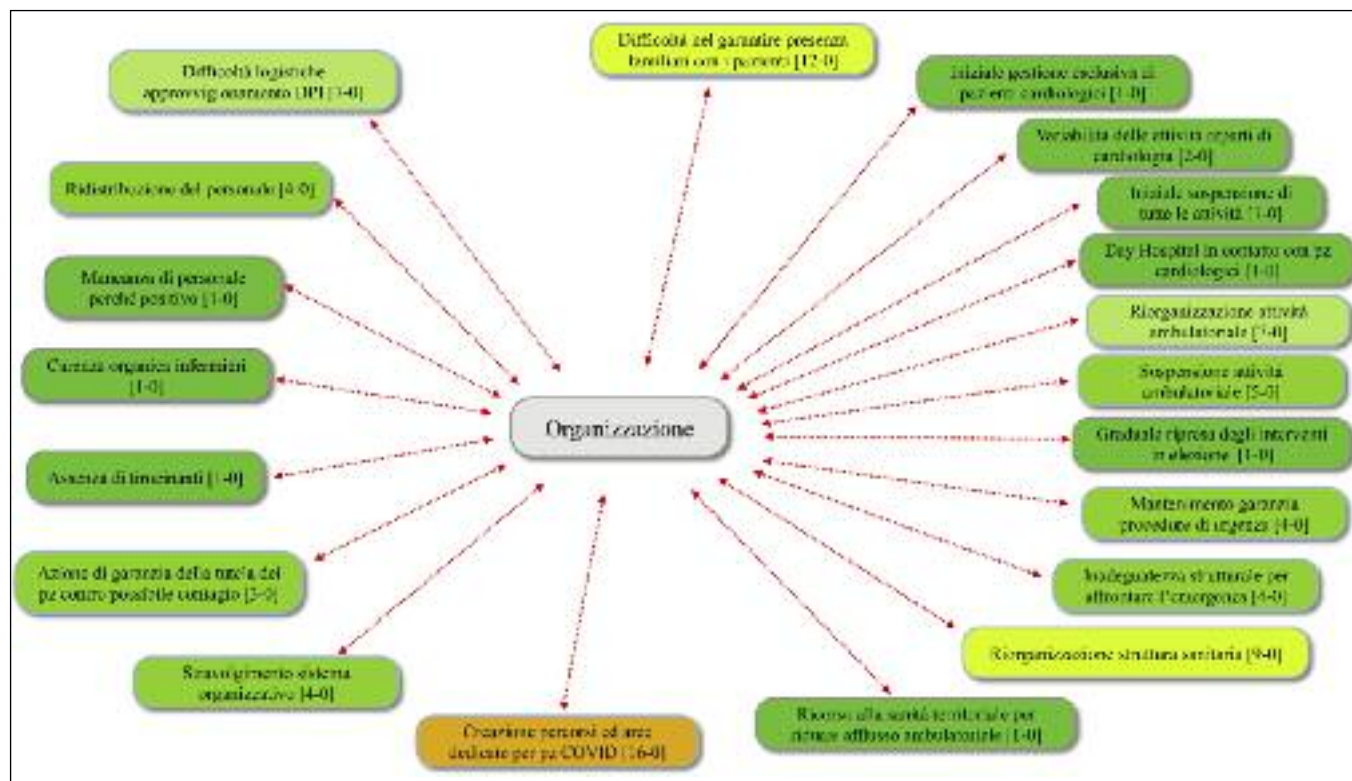 Difficoltà nel garantire presenza
familiari con i pazienti [12-0]
Difficoltà logistiche
approvvigionamento DPI [7-0]
Iniziale gestione esclusiva di
pazienti cardiologici [1-0]
Variabilità delle attività reparti di
cardiologia [2-0]
Ridistribuzione del personale [4-0]
Iniziale sospensione di
tutte le attività [1-0]
Day Hospital in contatto con pz
cardiologici [1-0]
Mancanza di personale
perché positivo [1-0]
Riorganizzazione attività
ambulatoriale [7-0]
Carenza organica infermieri
[1-0]
Sospensione attività
ambulatoriale [5-0]
Organizzazione
Graduale ripresa degli interventi
in elezione [1-0]
Assenza di tirocinanti [1-0]
Mantenimento garanzia
procedure di urgenza [4-0]
Azione di garanzia della tutela del
pz contro possibile contagio [3-0]
Inadeguatezza strutturale per
affrontare l'emergenza [4-0]
Riorganizzazione struttura sanitaria [9-0]
Stravolgimento sistema
organizzativo [4-0]
Ricorso alla sanità territoriale per
ridurre afflusso ambulatoriale [1-0]
Creazione percorsi ed aree
dedicate per pz COVID [16-0]